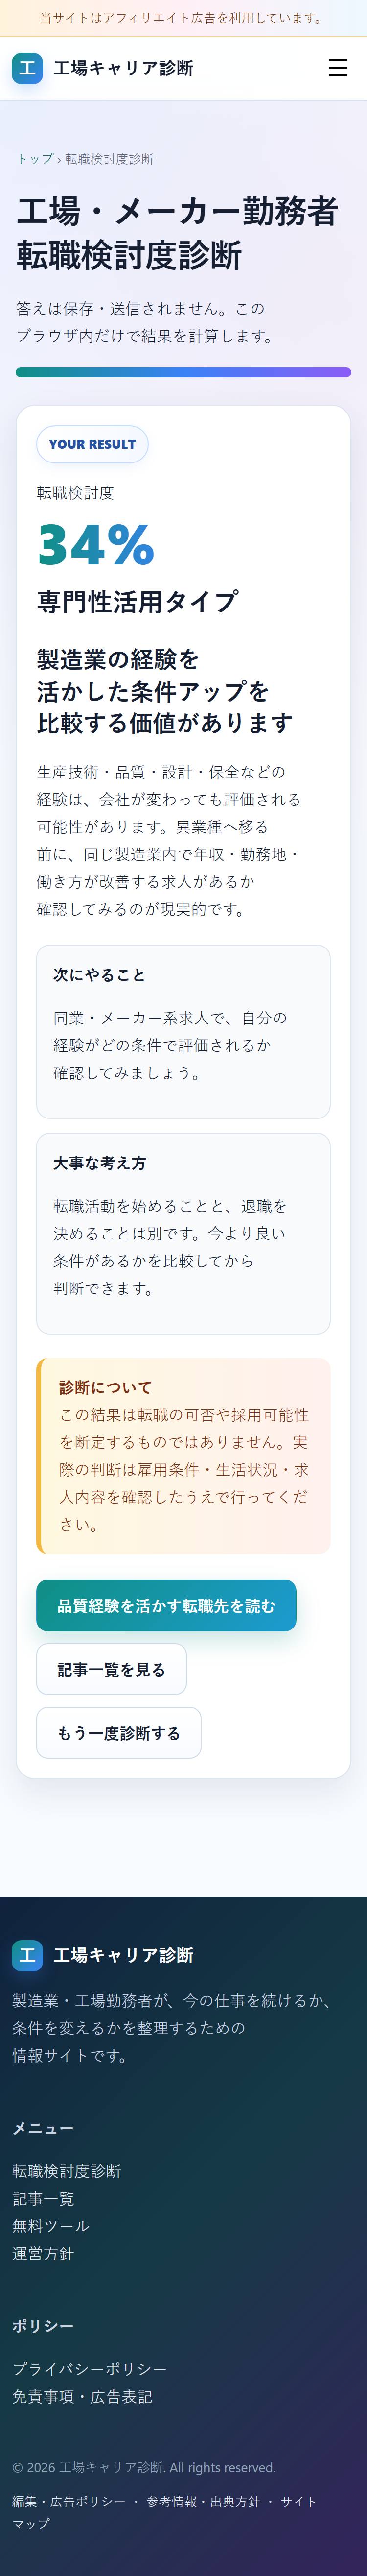 当サイトはアフィリエイト広告を利用しています。
工 工場キャリア診断
トップ › 転職検討度診断
工場・メーカー勤務者
転職検討度診断
答えは保存・送信されません。この
ブラウザ内だけで結果を計算します。
YOUR RESULT
転職検討度
34%
専門性活用タイプ
製造業の経験を
活かした条件アップを
比較する価値があります
生産技術・品質・設計・保全などの
経験は、会社が変わっても評価される
可能性があります。異業種へ移る
前に、同じ製造業内で年収・勤務地・
働き方が改善する求人があるか
確認してみるのが現実的です。
次にやること
同業・メーカー系求人で、自分の
経験がどの条件で評価されるか
確認してみましょう。
大事な考え方
転職活動を始めることと、退職を
決めることは別です。今より良い
条件があるかを比較してから
判断できます。
診断について
この結果は転職の可否や採用可能性
を断定するものではありません。実
際の判断は雇用条件・生活状況・求
人内容を確認したうえで行ってくだ
さい。
品質経験を活かす転職先を読む
記事一覧を見る
もう一度診断する
工 工場キャリア診断
製造業・工場勤務者が、今の仕事を続けるか、
条件を変えるかを整理するための
情報サイトです。
メニュー
転職検討度診断
記事一覧
無料ツール
運営方針
ポリシー
プライバシーポリシー
免責事項・広告表記
© 2026 工場キャリア診断. All rights reserved.
編集・広告ポリシー ・ 参考情報・出典方針 ・ サイト
マップ